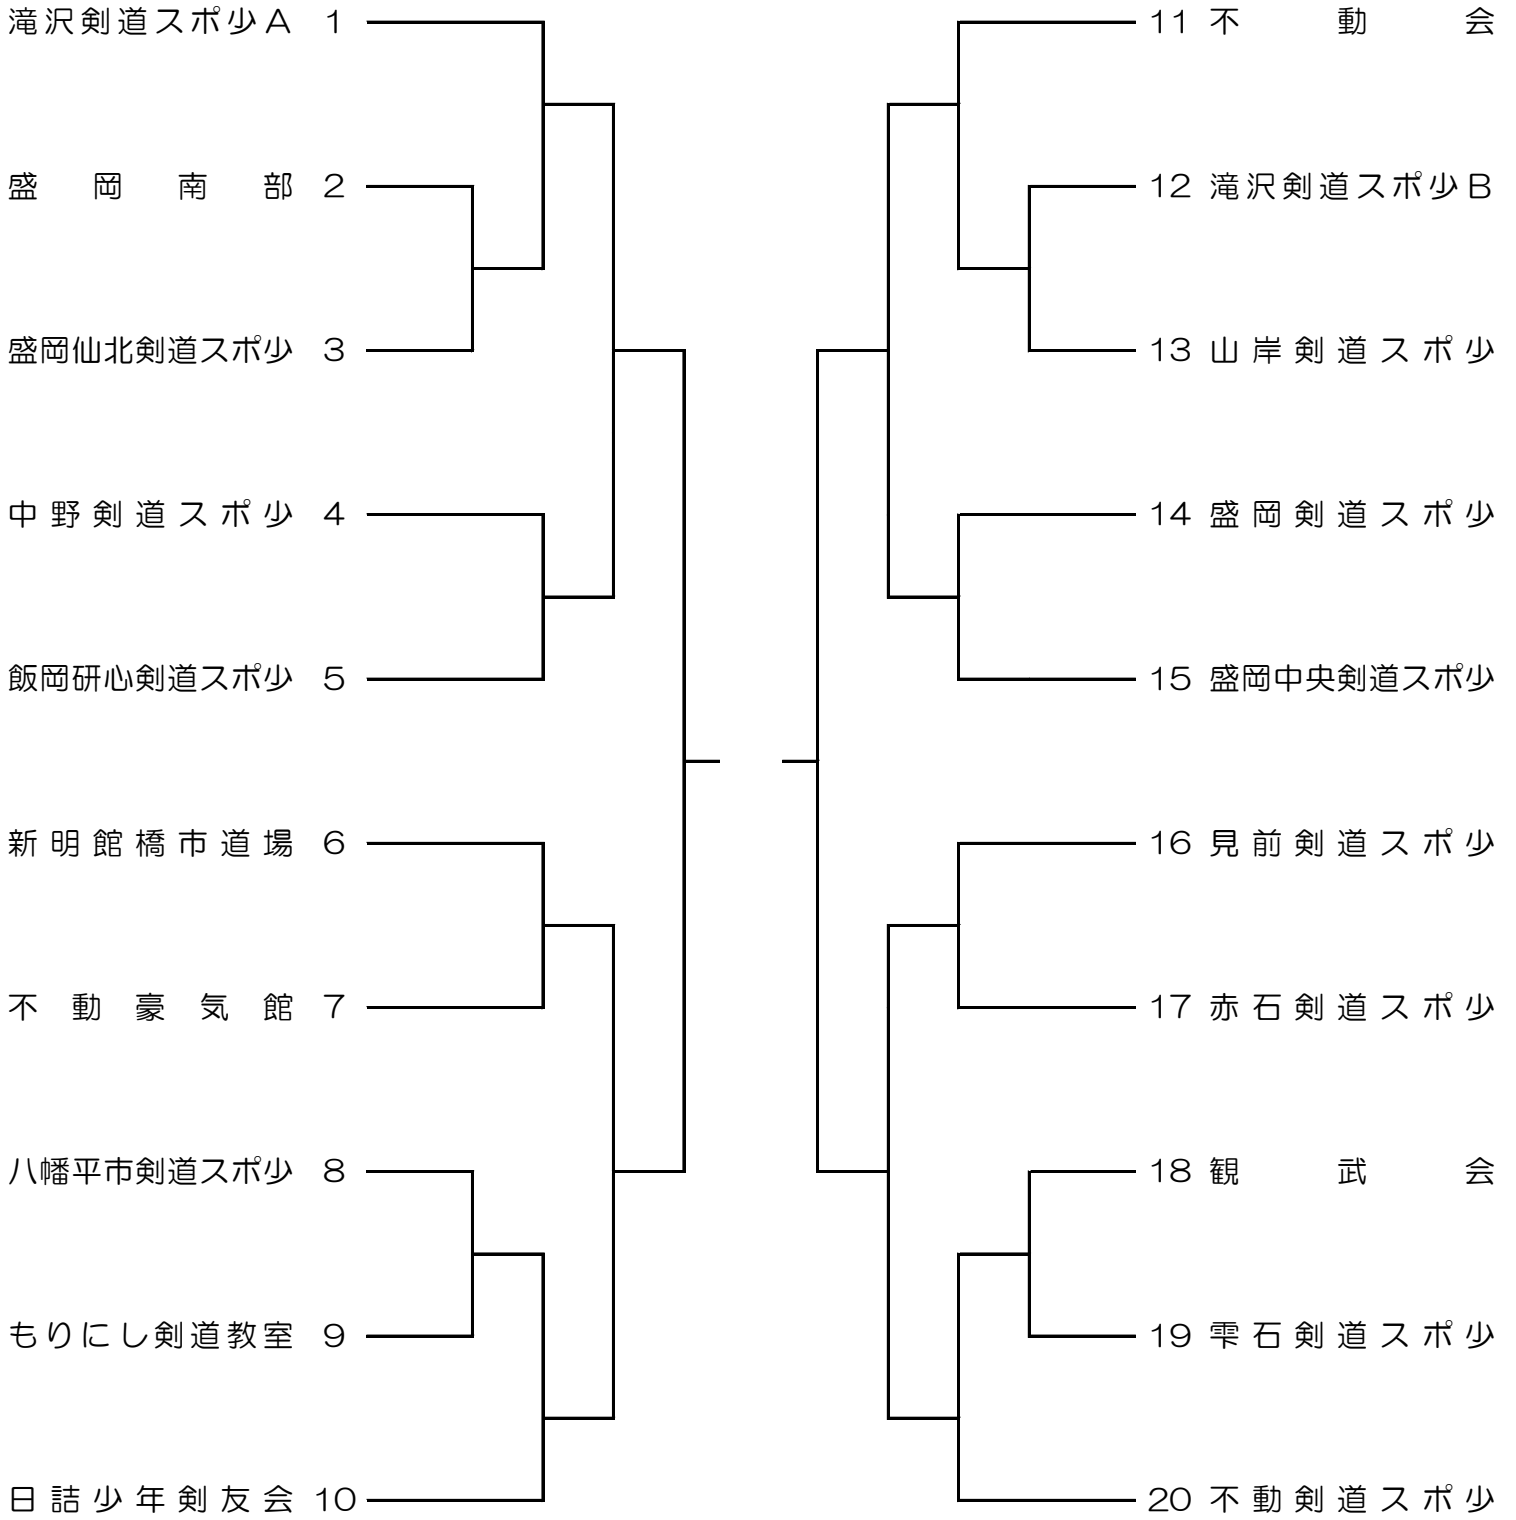 滝沢剣道スポ少A 1
盛岡南部 2
盛岡仙北剣道スポ少 3
中野剣道スポ少 4
飯岡研心剣道スポ少 5
新明館橋市道場 6
不動豪気館 7
八幡平市剣道スポ少 8
もりにし剣道教室 9
日詰少年剣友会 10
11 不動会
12 滝沢剣道スポ少B
13 山岸剣道スポ少
14 盛岡剣道スポ少
15 盛岡中央剣道スポ少
16 見前剣道スポ少
17 赤石剣道スポ少
18 観武会
19 雫石剣道スポ少
20 不動剣道スポ少